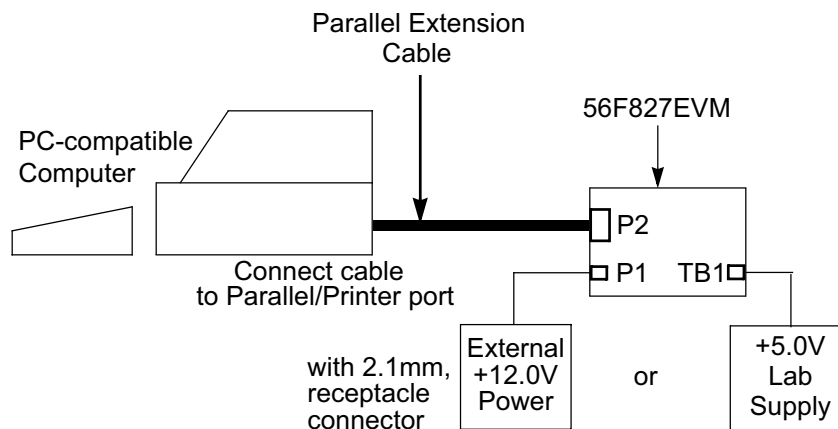 Parallel Extension
Cable
56F827EVM
PC-compatible
Computer
P2
Connect cable
to Parallel/Printer port
P1
TB1
with 2.1mm,
receptacle
connector
External
+12.0V
Power
or
+5.0V
Lab
Supply